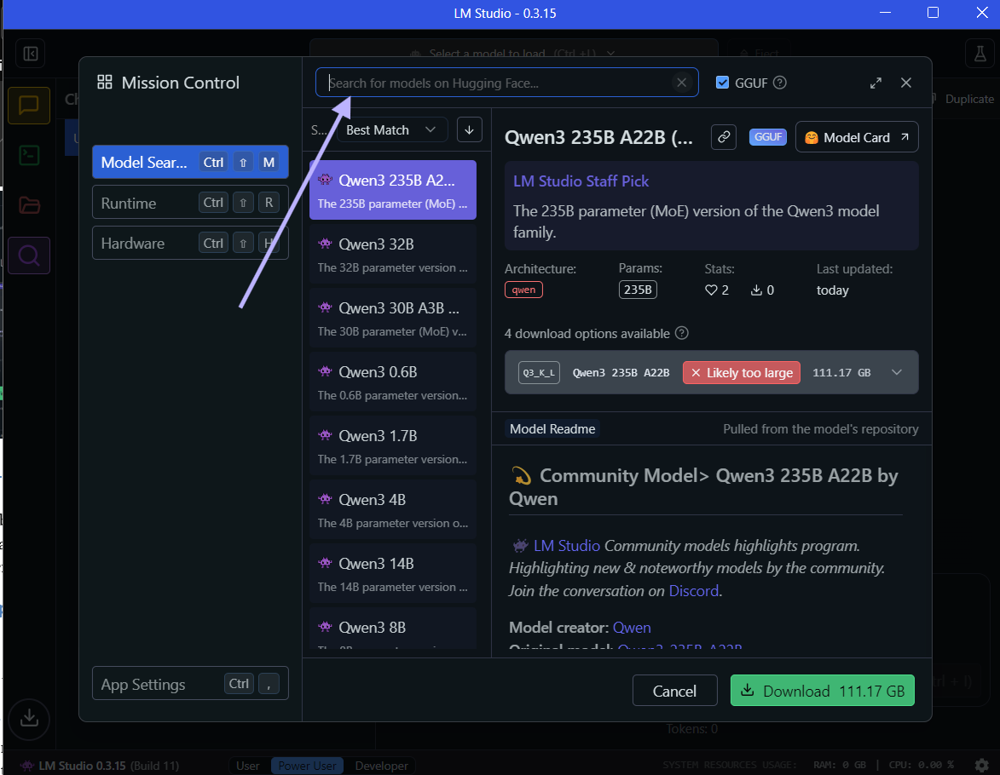 LM Studio - 0.3.15
Select a model to load (Ctrl +L)
Eject
Mission Control
Search for models on Hugging Face...
GGUF
Ch
Duplicate
S... Best Match
Qwen3 235B A22B (... GGUF Model Card
Model Sear... Ctrl ⇧ M
Runtime Ctrl ⇧ R
Hardware Ctrl ⇧ H
Qwen3 235B A2...
The 235B parameter (MoE) ...
Qwen3 32B
The 32B parameter version ...
Qwen3 30B A3B ...
The 30B parameter (MoE) v...
Qwen3 0.6B
The 0.6B parameter version...
Qwen3 1.7B
The 1.7B parameter version...
Qwen3 4B
The 4B parameter version o...
Qwen3 14B
The 14B parameter version ...
Qwen3 8B
LM Studio Staff Pick
The 235B parameter (MoE) version of the Qwen3 model
family.
Architecture: Params: Stats: Last updated:
qwen 235B 2 0 today
4 download options available
Q3_K_L Qwen3 235B A22B Likely too large 111.17 GB
Model Readme Pulled from the model's repository
Community Model> Qwen3 235B A22B by
Qwen
LM Studio Community models highlights program.
Highlighting new & noteworthy models by the community.
Join the conversation on Discord.
Model creator: Qwen
Original model: Qwen3-235B-A22B
App Settings Ctrl ,
Cancel Download 111.17 GB
Tokens: 0
LM Studio 0.3.15 (Build 11) User Power User Developer SYSTEM RESOURCES USAGE: RAM: 0 GB | CPU: 0.00 %